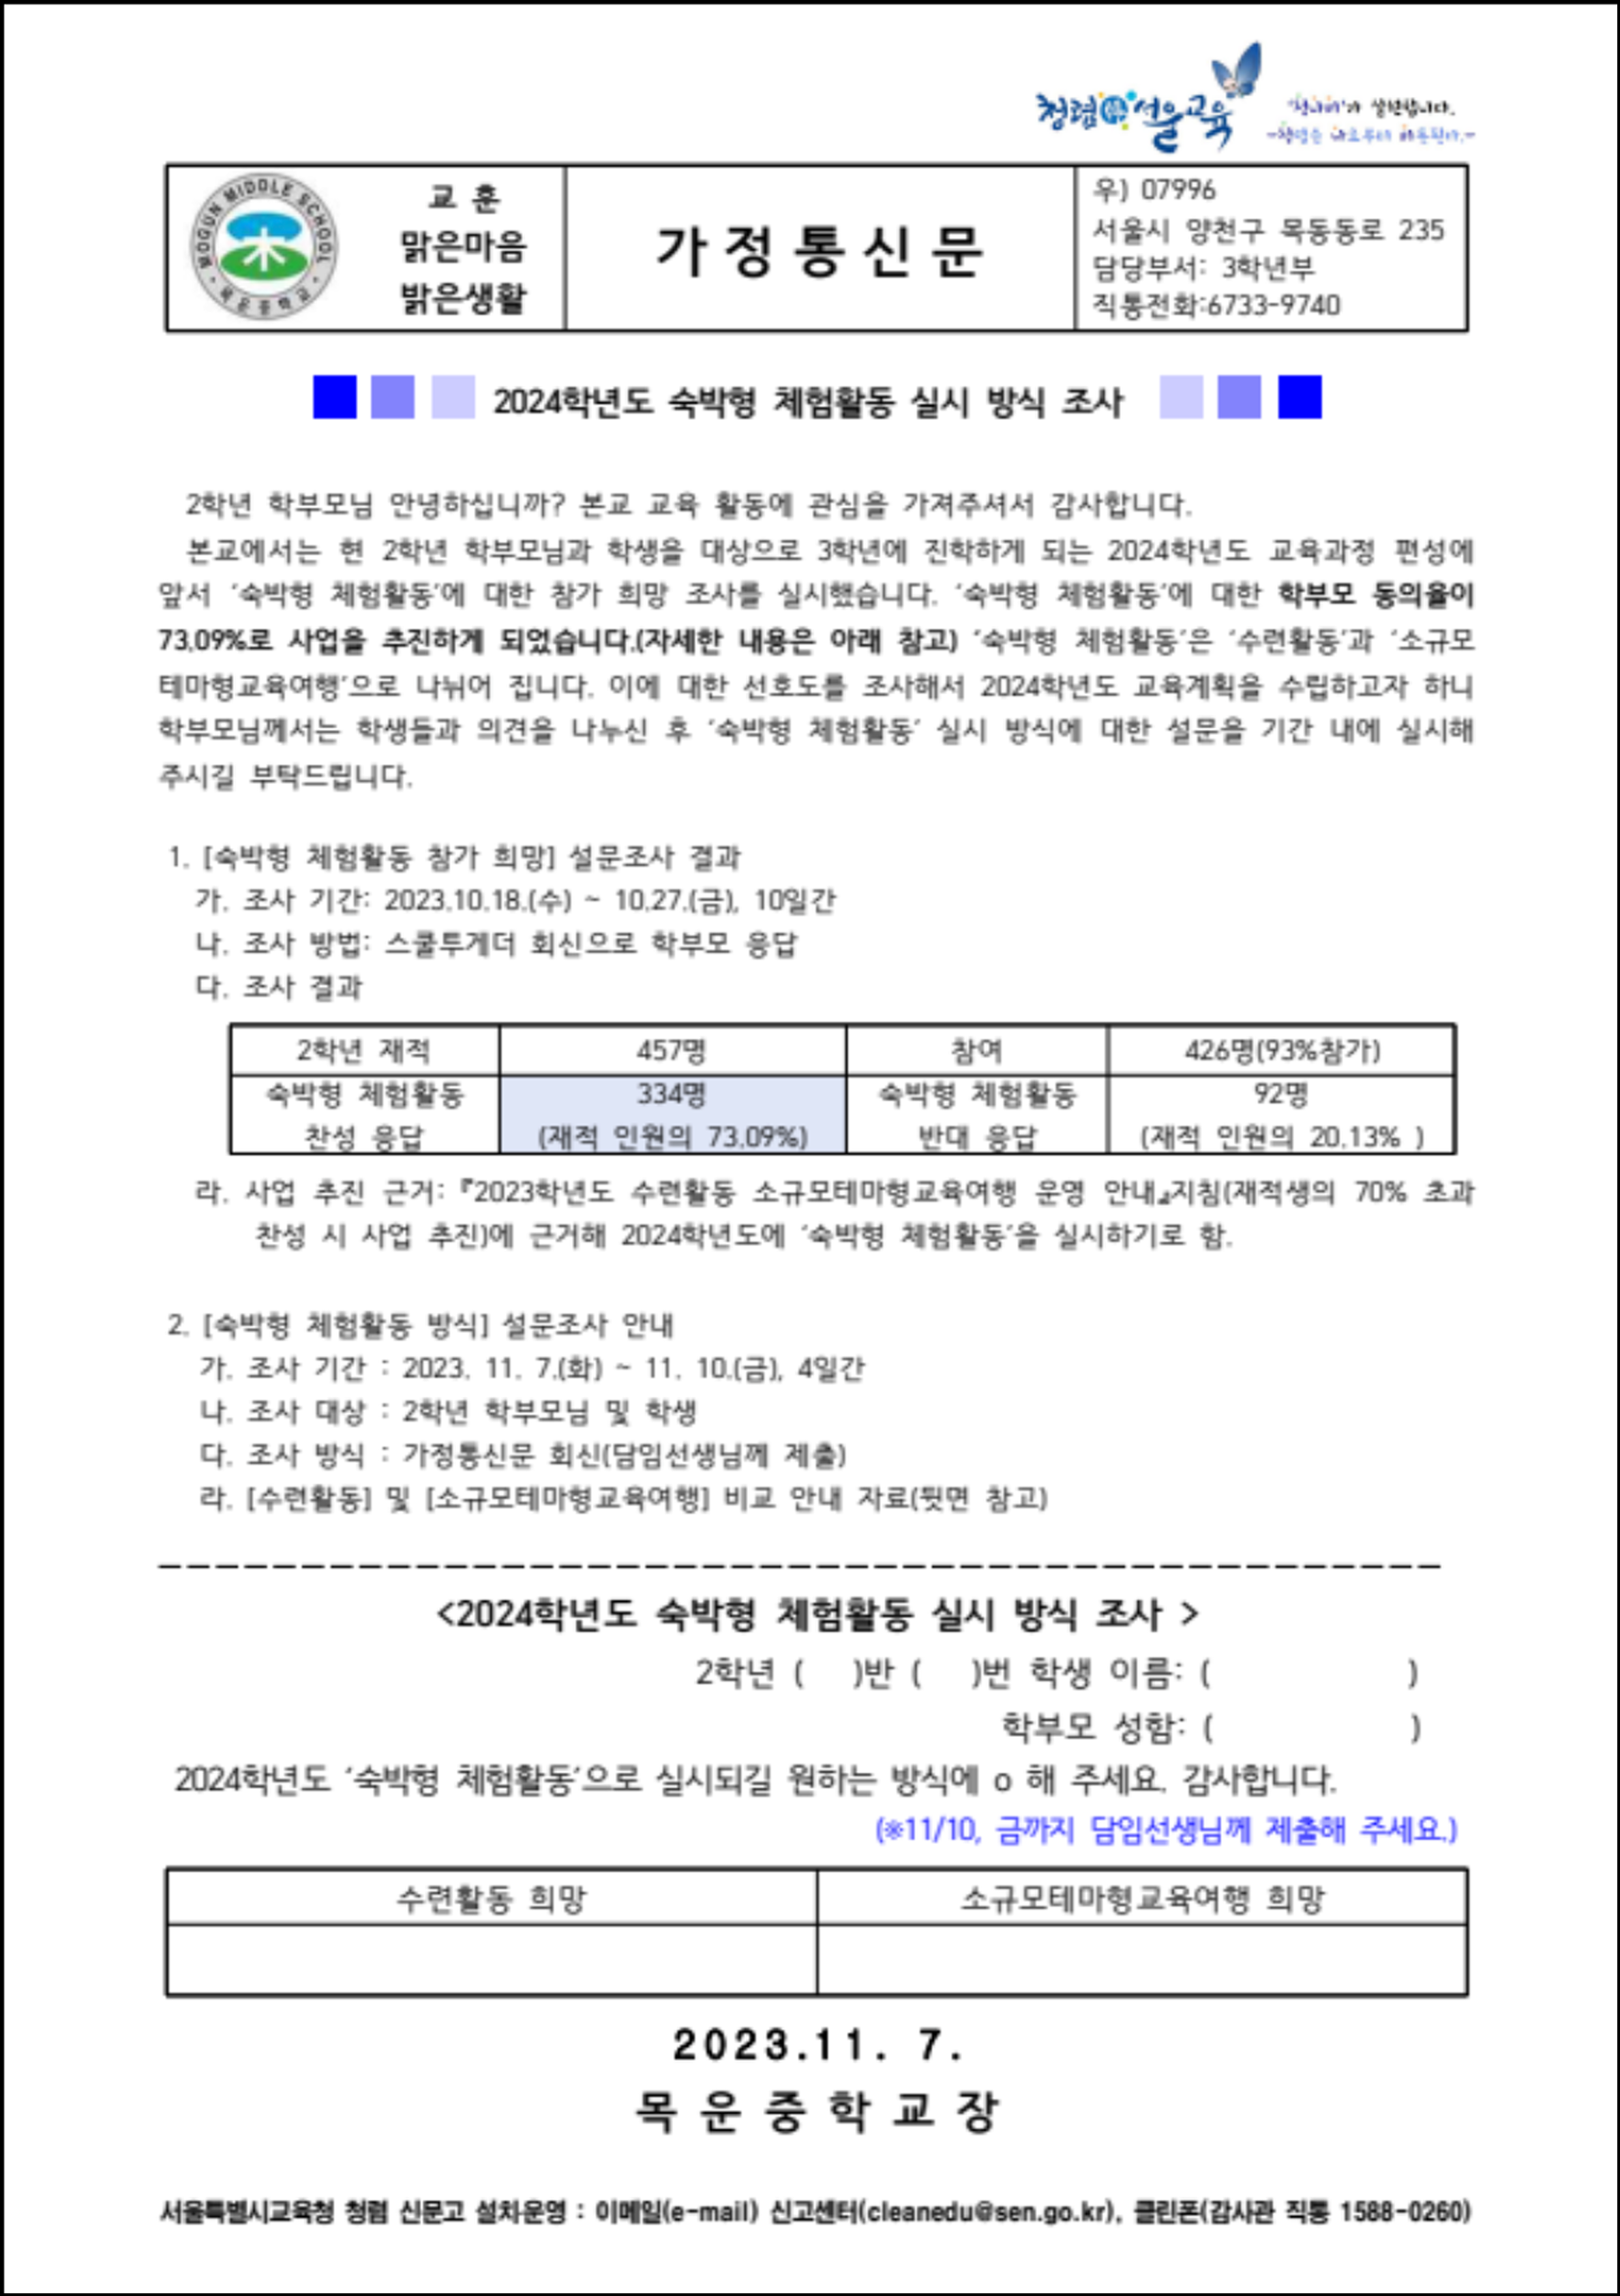 청렴 서울교육
MOGUN MIDDLE SCHOOL
목운중학교
교 훈
맑은마음
밝은생활
가정통신문
우) 07996
서울시 양천구 목동동로 235
담당부서: 3학년부
직통전화:6733-9740
2024학년도 숙박형 체험활동 실시 방식 조사
2학년 학부모님 안녕하십니까? 본교 교육 활동에 관심을 가져주셔서 감사합니다.
본교에서는 현 2학년 학부모님과 학생을 대상으로 3학년에 진학하게 되는 2024학년도 교육과정 편성에
앞서 '숙박형 체험활동'에 대한 참가 희망 조사를 실시했습니다. '숙박형 체험활동'에 대한 학부모 동의율이
73.09%로 사업을 추진하게 되었습니다.(자세한 내용은 아래 참고) '숙박형 체험활동'은 '수련활동'과 '소규모
테마형교육여행'으로 나뉘어 집니다. 이에 대한 선호도를 조사해서 2024학년도 교육계획을 수립하고자 하니
학부모님께서는 학생들과 의견을 나누신 후 '숙박형 체험활동' 실시 방식에 대한 설문을 기간 내에 실시해
주시길 부탁드립니다.
1. [숙박형 체험활동 참가 희망] 설문조사 결과
가. 조사 기간: 2023.10.18.(수) ~ 10.27.(금), 10일간
나. 조사 방법: 스쿨투게더 회신으로 학부모 응답
다. 조사 결과
2학년 재적 457명 참여 426명(93%참가)
숙박형 체험활동 334명 숙박형 체험활동 92명
찬성 응답 (재적 인원의 73.09%) 반대 응답 (재적 인원의 20.13% )
라. 사업 추진 근거: 『2023학년도 수련활동 소규모테마형교육여행 운영 안내』지침(재적생의 70% 초과
찬성 시 사업 추진)에 근거해 2024학년도에 '숙박형 체험활동'을 실시하기로 함.
2. [숙박형 체험활동 방식] 설문조사 안내
가. 조사 기간 : 2023. 11. 7.(화) ~ 11. 10.(금), 4일간
나. 조사 대상 : 2학년 학부모님 및 학생
다. 조사 방식 : 가정통신문 회신(담임선생님께 제출)
라. [수련활동] 및 [소규모테마형교육여행] 비교 안내 자료(뒷면 참고)
<2024학년도 숙박형 체험활동 실시 방식 조사 >
2학년 ( )반 ( )번 학생 이름: ( )
학부모 성함: ( )
2024학년도 '숙박형 체험활동'으로 실시되길 원하는 방식에 o 해 주세요. 감사합니다.
(※11/10, 금까지 담임선생님께 제출해 주세요.)
수련활동 희망 소규모테마형교육여행 희망
2023.11. 7.
목운중학교장
서울특별시교육청 청렴 신문고 설치·운영 : 이메일(e-mail) 신고센터(cleanedu@sen.go.kr), 클린폰(감사관 직통 1588-0260)